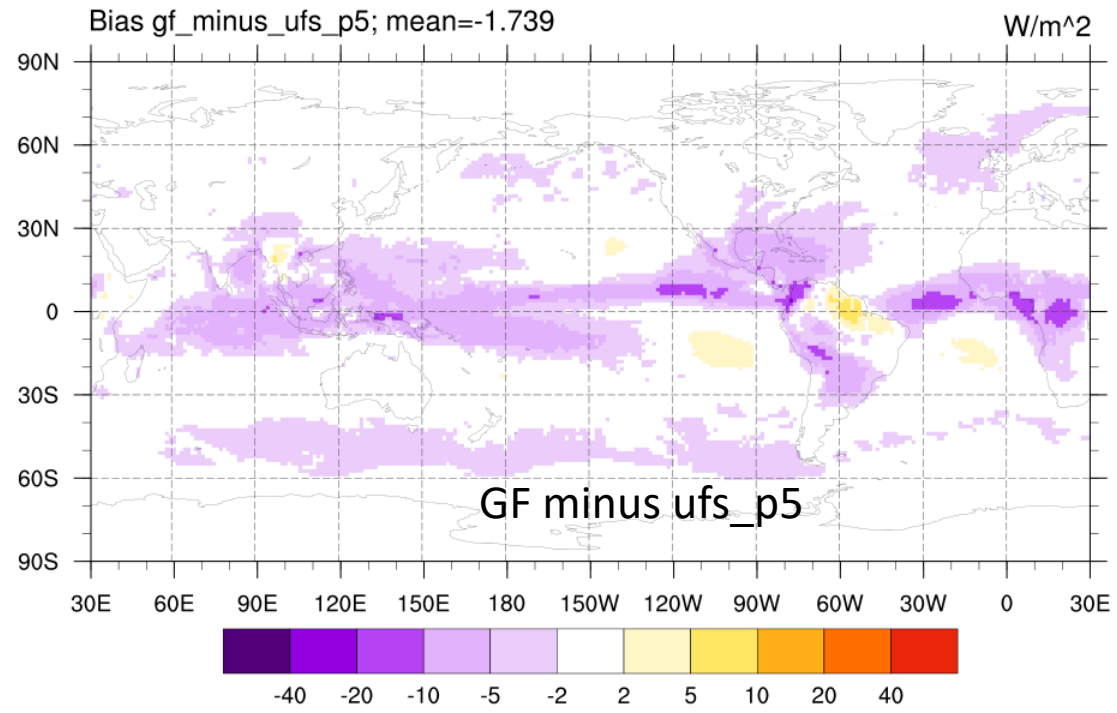 Bias gf_minus_ufs_p5; mean=-1.739 W/m^2
90N
60N
30N
0
30S
60S
90S
GF minus ufs_p5
30E 60E 90E 120E 150E 180 150W 120W 90W 60W 30W 0 30E
-40 -20 -10 -5 -2 2 5 10 20 40